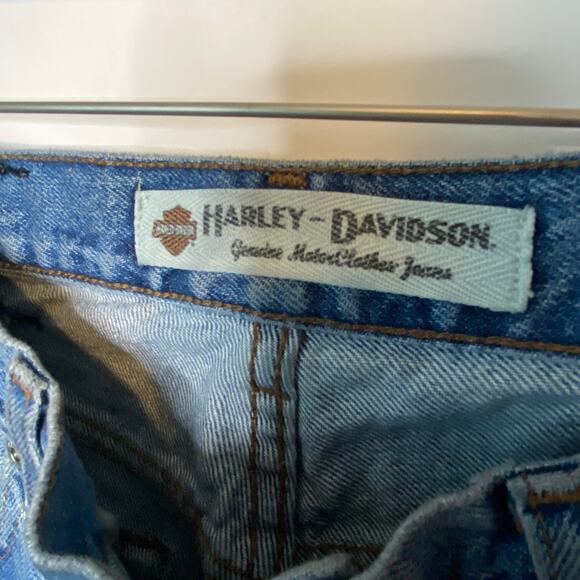 HARLEY-DAVIDSON
Genuine MotorClothes Jeans